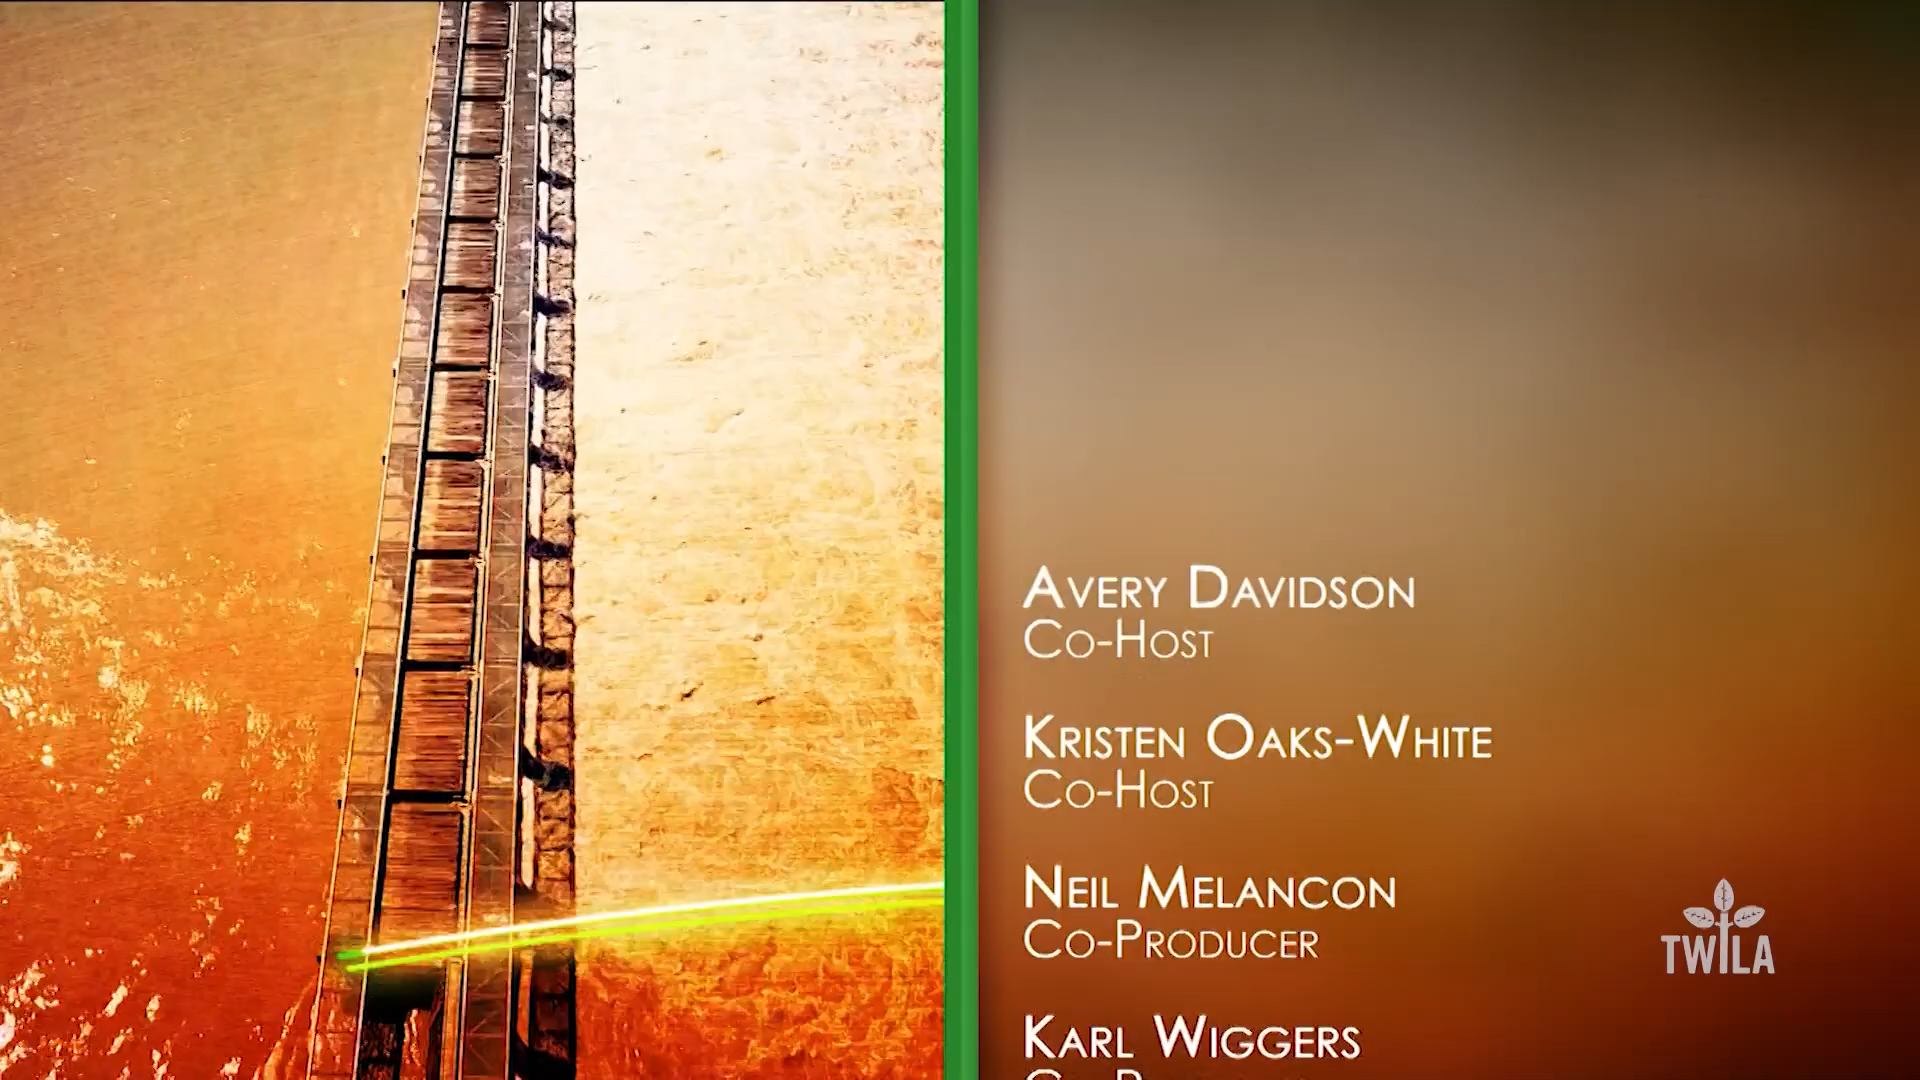 Avery Davidson
Co-Host
Kristen Oaks-White
Co-Host
Neil Melancon
Co-Producer
Karl Wiggers
TWILA